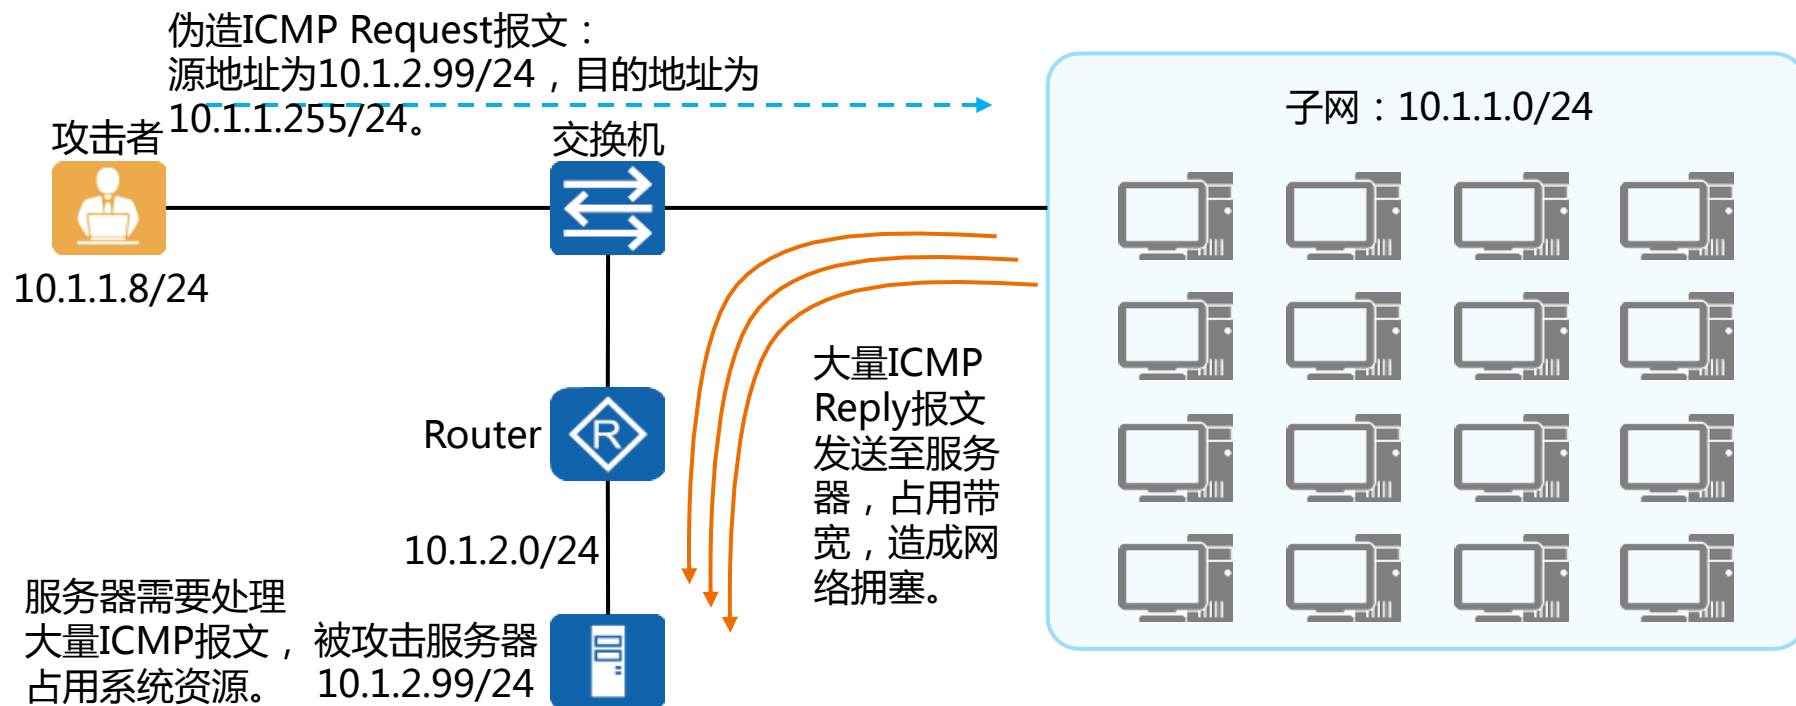 伪造ICMP Request报文：
源地址为10.1.2.99/24，目的地址为
10.1.1.255/24。
攻击者
交换机
子网：10.1.1.0/24
10.1.1.8/24
大量ICMP
Reply报文
发送至服务
器，占用带
宽，造成网
络拥塞。
Router
R
10.1.2.0/24
服务器需要处理
大量ICMP报文，
占用系统资源。
被攻击服务器
10.1.2.99/24